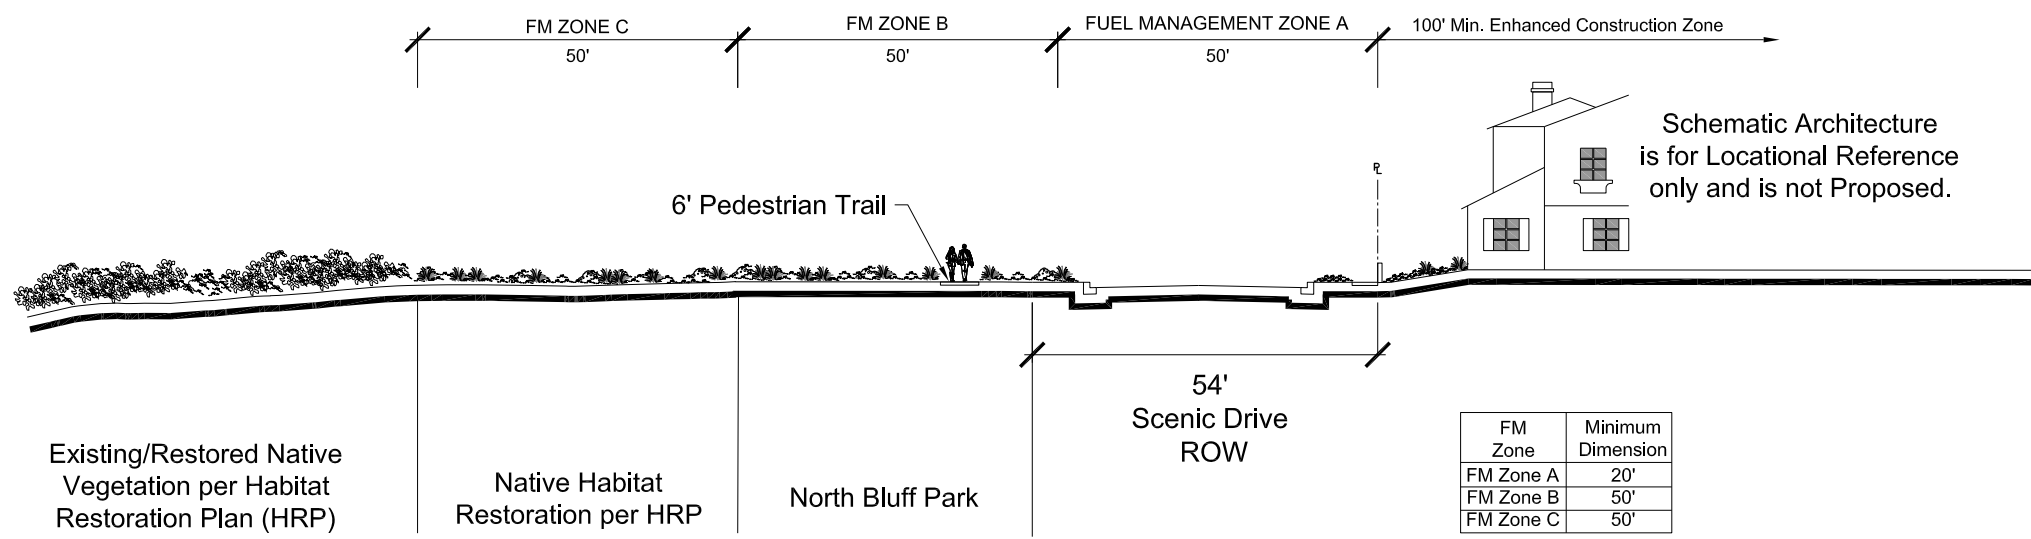 FM ZONE C
50'
FM ZONE B
50'
FUEL MANAGEMENT ZONE A
50'
100' Min. Enhanced Construction Zone
Schematic Architecture
is for Locational Reference
only and is not Proposed.
PL
6' Pedestrian Trail
54'
Scenic Drive
ROW
Existing/Restored Native
Vegetation per Habitat
Restoration Plan (HRP)
Native Habitat
Restoration per HRP
North Bluff Park
FM Zone Minimum Dimension
FM Zone A 20'
FM Zone B 50'
FM Zone C 50'